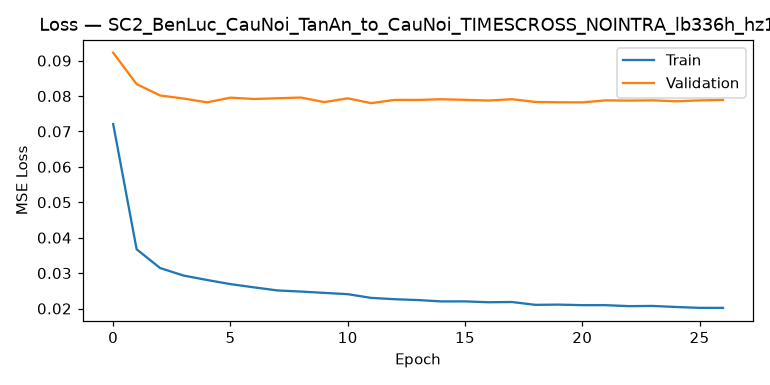 Loss — SC2_BenLuc_CauNoi_TanAn_to_CauNoi_TIMESCROSS_NOINTRA_lb336h_hz1
Train
Validation
0.09
0.08
0.07
0.06
0.05
0.04
0.03
0.02
MSE Loss
0 5 10 15 20 25
Epoch